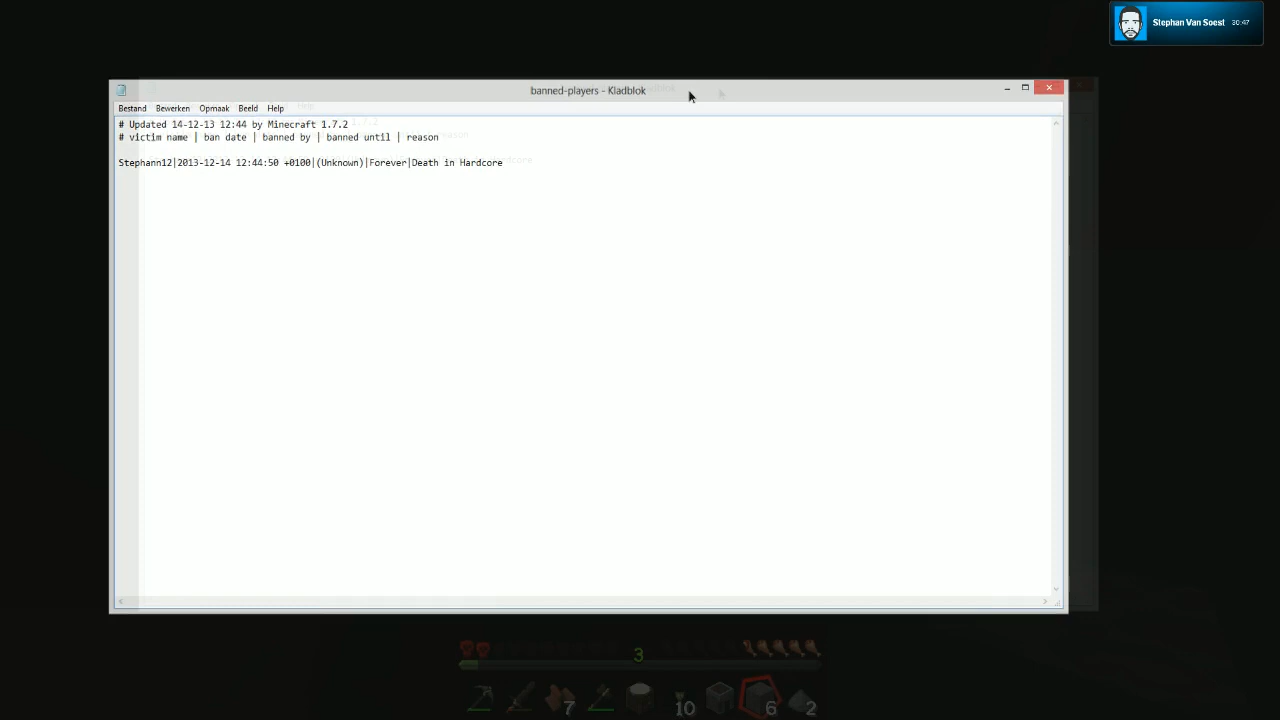 Stephan Van Soest 30:47
banned-players - Kladblok
Bestand Bewerken Opmaak Beeld Help
# Updated 14-12-13 12:44 by Minecraft 1.7.2
# victim name | ban date | banned by | banned until | reason
Stephann12|2013-12-14 12:44:50 +0100|(Unknown)|Forever|Death in Hardcore
3
7 10 6 2